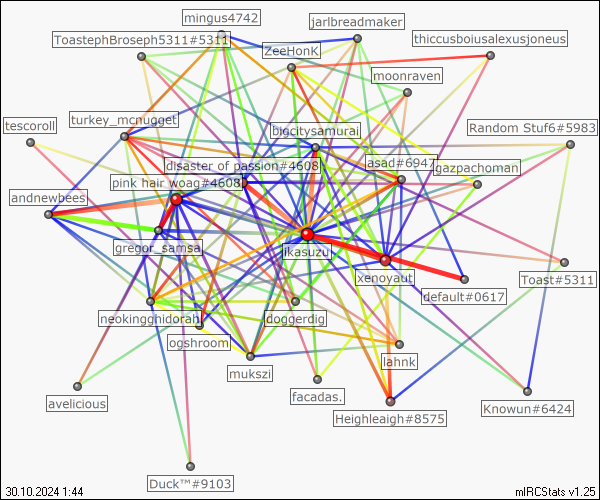 mingus4742
jarlbreadmaker
ToastephBroseph5311#5311
thiccusboiusalexusjoneus
ZeeHonK
moonraven
tescoroll
turkey_mcnugget
bigcitysamurai
Random Stuf6#5983
disaster of passion#4608
asad#6947
gazpachoman
pink hair woag#4608
andnewbees
gregor_samsa
ikasuzu
xenoyaut
Toast#5311
default#0617
neokingghidorah
doggerdig
ogshroom
lahnk
mukszi
facadas.
avelicious
Heighleaigh#8575
Knowun#6424
Duck™#9103
30.10.2024 1:44
mIRCStats v1.25